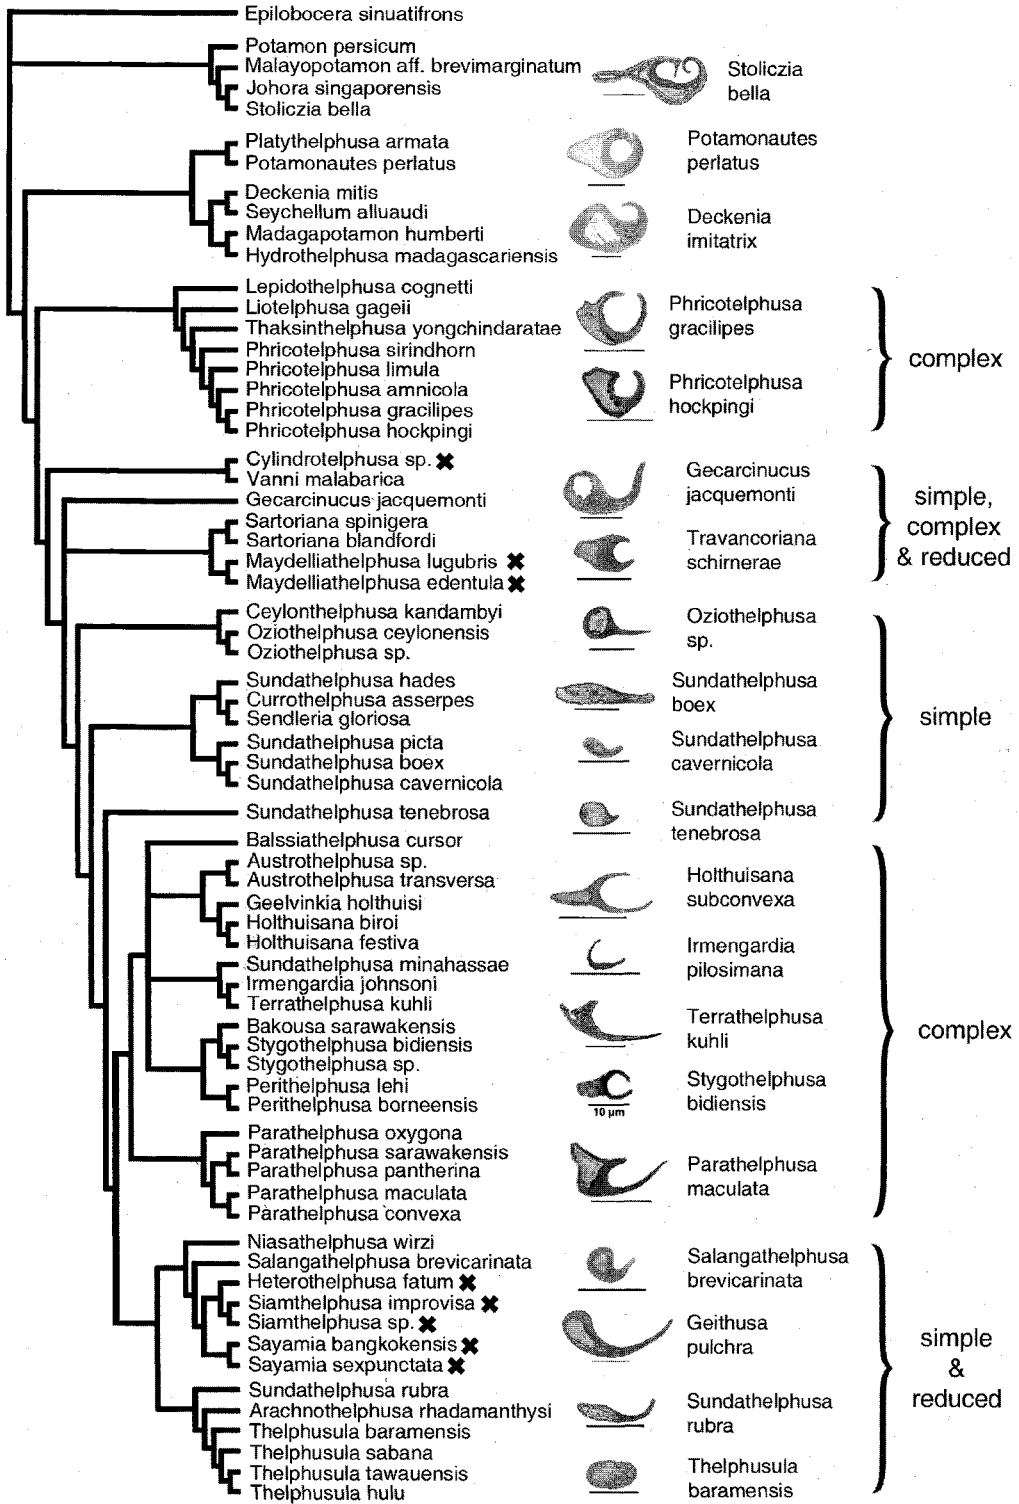 Epilobocera sinuatifrons
Potamon persicum
Malayopotamon aff. brevimarginatum
Johora singaporensis
Stoliczia bella
Stoliczia
bella
Platythelphusa armata
Potamonautes perlatus
Potamonautes
perlatus
Deckenia mitis
Seychellum alluaudi
Madagapotamon humberti
Hydrothelphusa madagascariensis
Deckenia
imitatrix
Lepidothelphusa cognetti
Liotelphusa gageii
Thaksinthelphusa yongchindaratae
Phricotelphusa sirindhorn
Phricotelphusa limula
Phricotelphusa amnicola
Phricotelphusa gracilipes
Phricotelphusa hockpingi
Phricotelphusa
gracilipes
Phricotelphusa
hockpingi
complex
Cylindrotelphusa sp.
Vanni malabarica
Gecarcinucus jacquemonti
Sartoriana spinigera
Sartoriana blandfordi
Maydelliathelphusa lugubris
Maydelliathelphusa edentula
Gecarcinucus
jacquemonti
Travancoriana
schirnerae
simple,
complex
& reduced
Ceylonthelphusa kandambyi
Oziothelphusa ceylonensis
Oziothelphusa sp.
Oziothelphusa
sp.
Sundathelphusa hades
Currothelphusa asserpes
Sendleria gloriosa
Sundathelphusa picta
Sundathelphusa boex
Sundathelphusa cavernicola
Sundathelphusa
boex
Sundathelphusa
cavernicola
Sundathelphusa tenebrosa
Sundathelphusa
tenebrosa
simple
Balssiathelphusa cursor
Austrothelphusa sp.
Austrothelphusa transversa
Geelvinkia holthuisi
Holthuisana biroi
Holthuisana festiva
Holthuisana
subconvexa
Sundathelphusa minahassae
Irmengardia johnsoni
Terrathelphusa kuhli
Irmengardia
pilosimana
Terrathelphusa
kuhli
Bakousa sarawakensis
Stygothelphusa bidiensis
Stygothelphusa sp.
Perithelphusa lehi
Perithelphusa borneensis
10 µm
Stygothelphusa
bidiensis
Parathelphusa oxygona
Parathelphusa sarawakensis
Parathelphusa pantherina
Parathelphusa maculata
Parathelphusa convexa
Parathelphusa
maculata
complex
Niasathelphusa wirzi
Salangathelphusa brevicarinata
Heterothelphusa fatum
Siamthelphusa improvisa
Siamthelphusa sp.
Sayamia bangkokensis
Sayamia sexpunctata
Salangathelphusa
brevicarinata
Geithusa
pulchra
Sundathelphusa rubra
Arachnothelphusa rhadamanthysi
Thelphusula baramensis
Thelphusula sabana
Thelphusula tawauensis
Thelphusula hulu
Sundathelphusa
rubra
Thelphusula
baramensis
simple
&
reduced